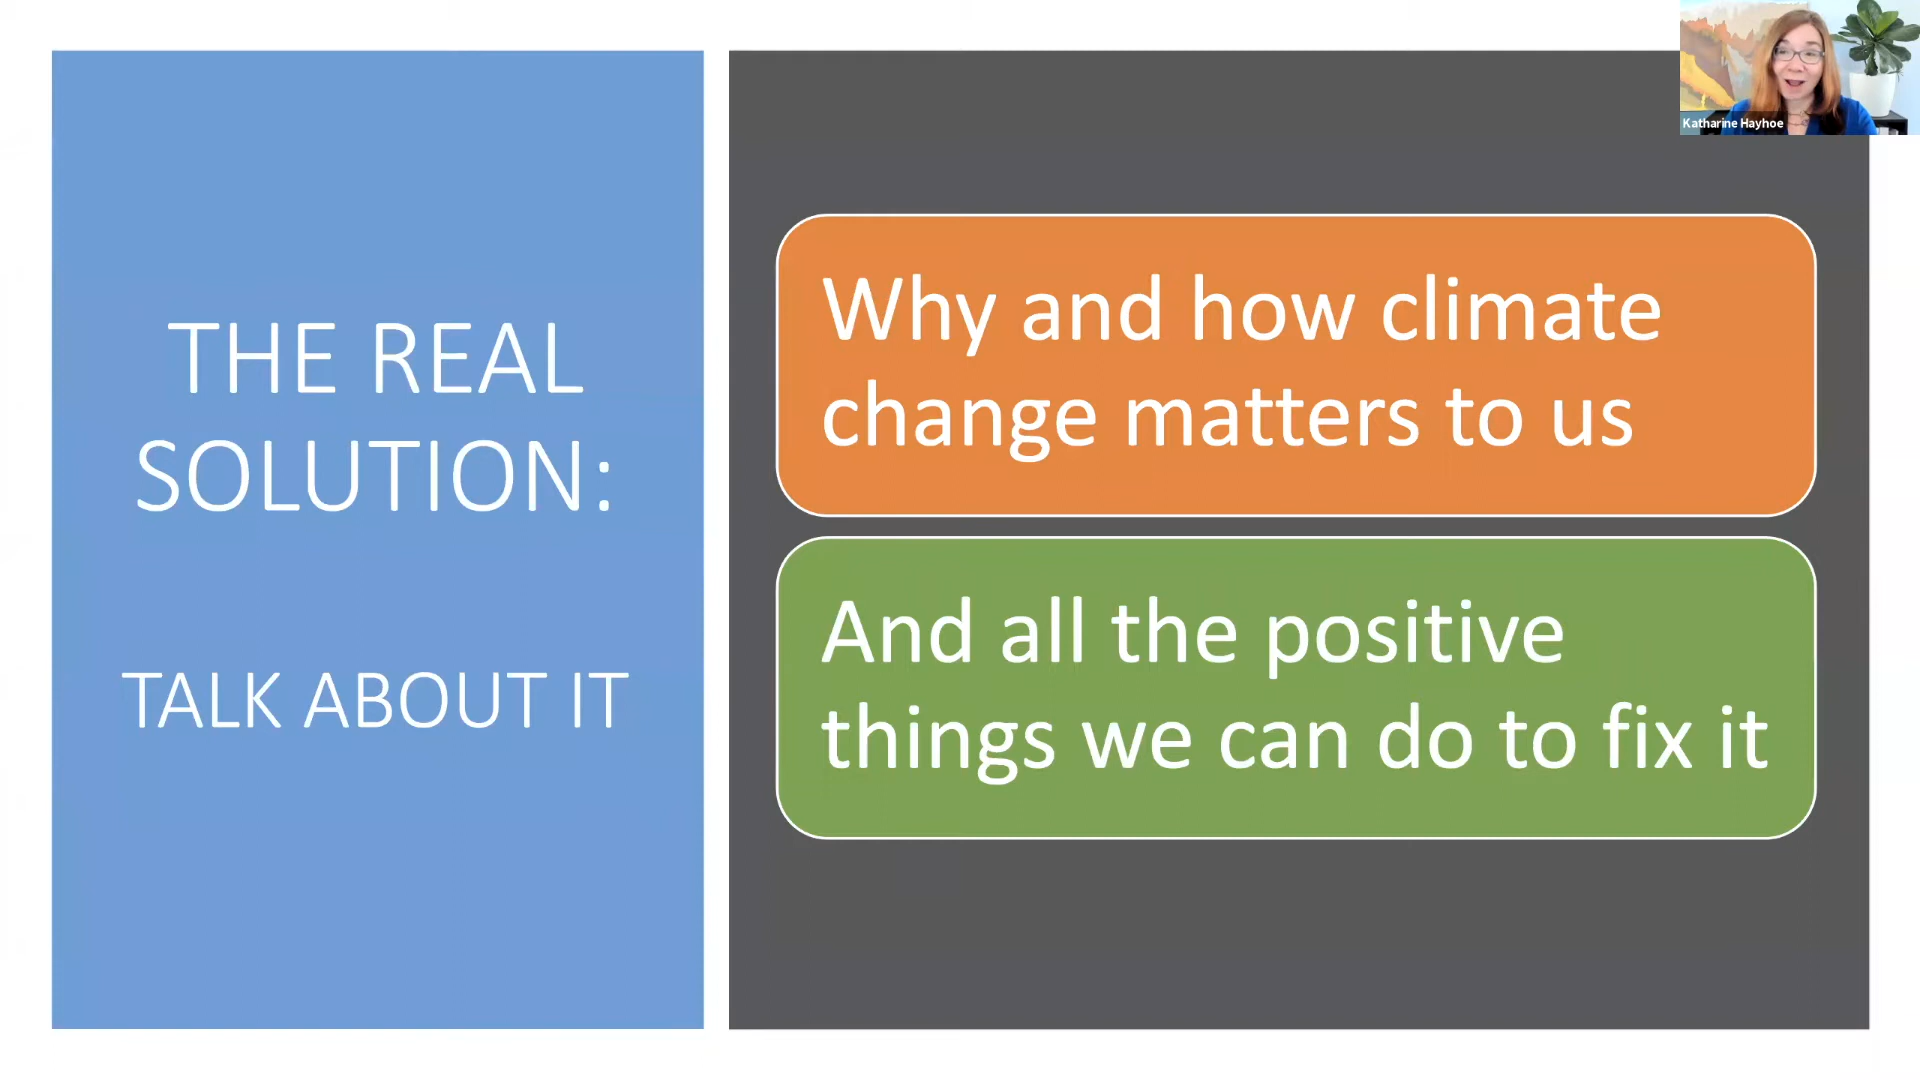 THE REAL
SOLUTION:
TALK ABOUT IT
Why and how climate
change matters to us
And all the positive
things we can do to fix it
Katharine Hayhoe